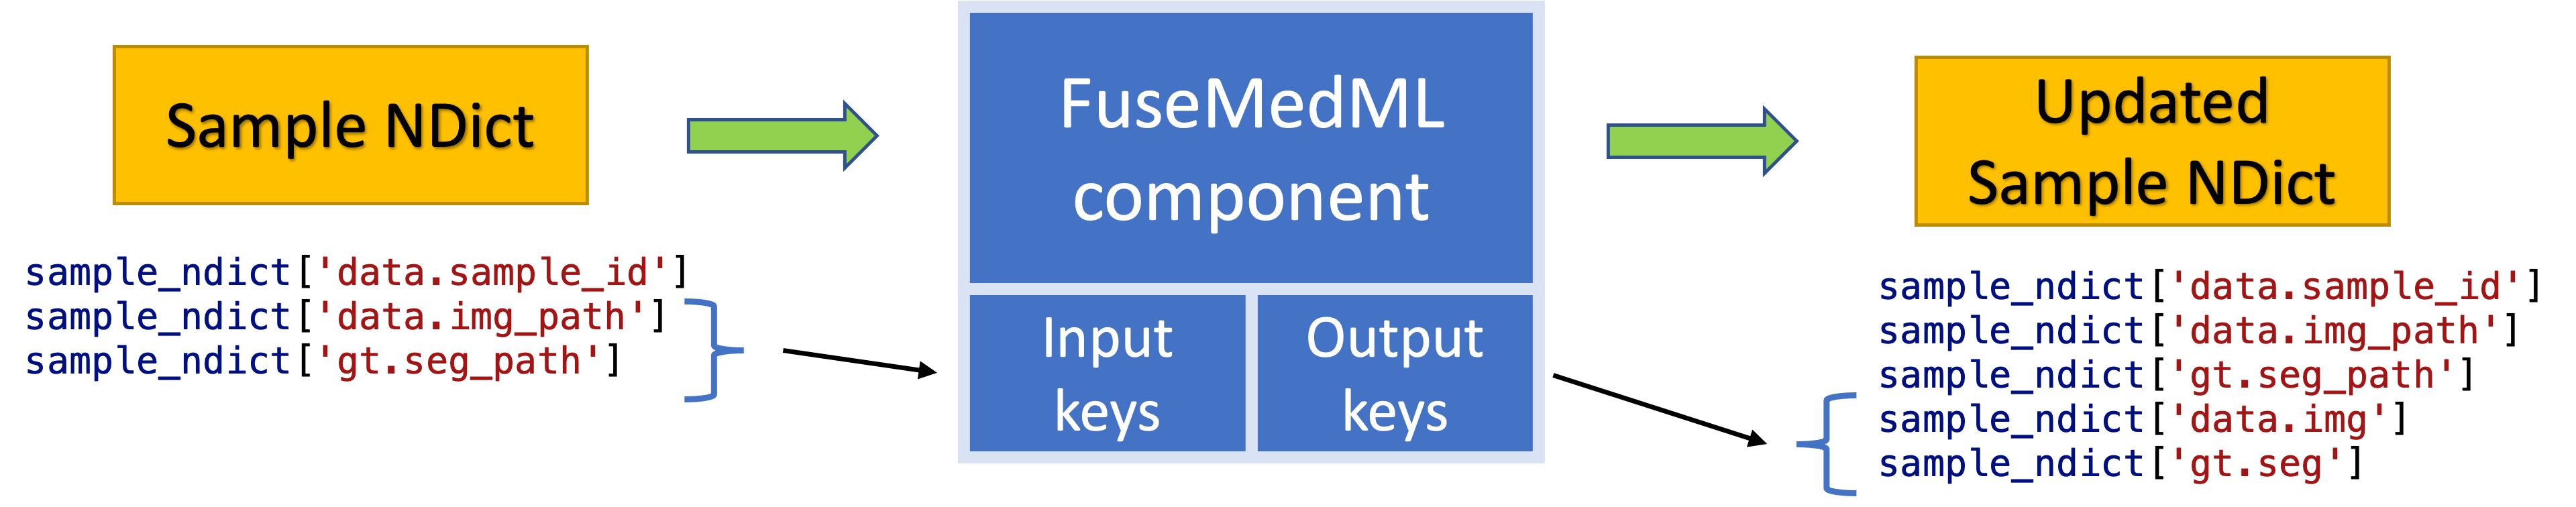 Sample NDict
sample_ndict['data.sample_id']
sample_ndict['data.img_path']
sample_ndict['gt.seg_path']
FuseMedML
component
Input
keys
Output
keys
Updated
Sample NDict
sample_ndict['data.sample_id']
sample_ndict['data.img_path']
sample_ndict['gt.seg_path']
sample_ndict['data.img']
sample_ndict['gt.seg']